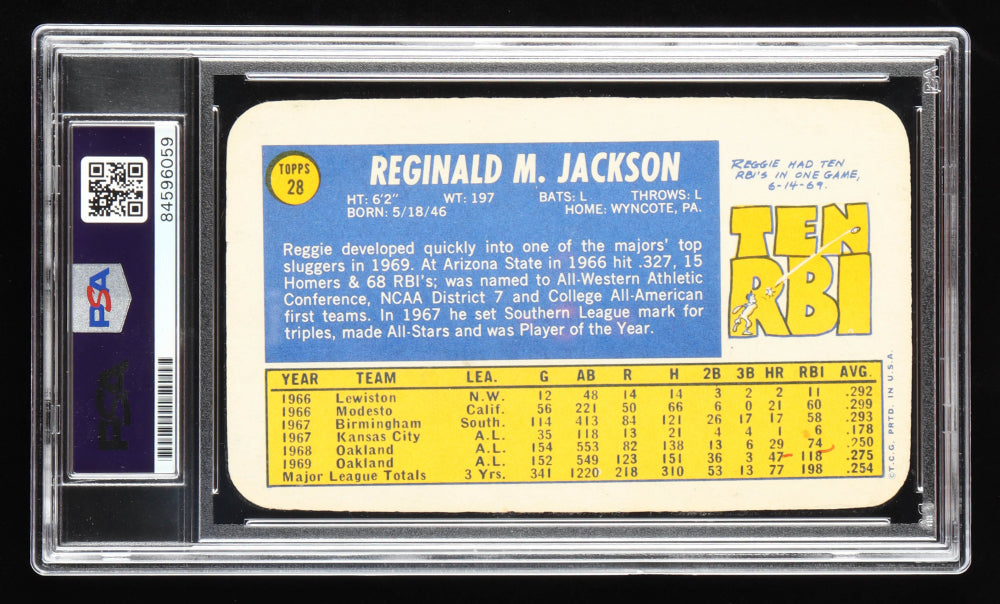 84596059
PSA
PSA
TOPPS
28
REGINALD M. JACKSON
HT: 6'2" WT: 197 BATS: L THROWS: L
BORN: 5/18/46 HOME: WYNCOTE, PA.
Reggie developed quickly into one of the majors' top
sluggers in 1969. At Arizona State in 1966 hit .327, 15
Homers & 68 RBI's; was named to All-Western Athletic
Conference, NCAA District 7 and College All-American
first teams. In 1967 he set Southern League mark for
triples, made All-Stars and was Player of the Year.
REGGIE HAD TEN
RBI'S IN ONE GAME,
6-14-69.
TEN
RBI
YEAR TEAM LEA. G AB R H 2B 3B HR RBI AVG.
1966 Lewiston N.W. 12 48 14 14 3 2 2 11 .292
1966 Modesto Calif. 56 221 50 66 6 0 21 60 .299
1967 Birmingham South. 114 413 84 121 26 17 17 58 .293
1967 Kansas City A.L. 35 118 13 21 4 4 1 6 .178
1968 Oakland A.L. 154 553 82 138 13 6 29 74 .250
1969 Oakland A.L. 152 549 123 151 36 3 47 118 .275
Major League Totals 3 Yrs. 341 1220 218 310 53 13 77 198 .254
©T.C.G. PRTD. IN U.S.A.